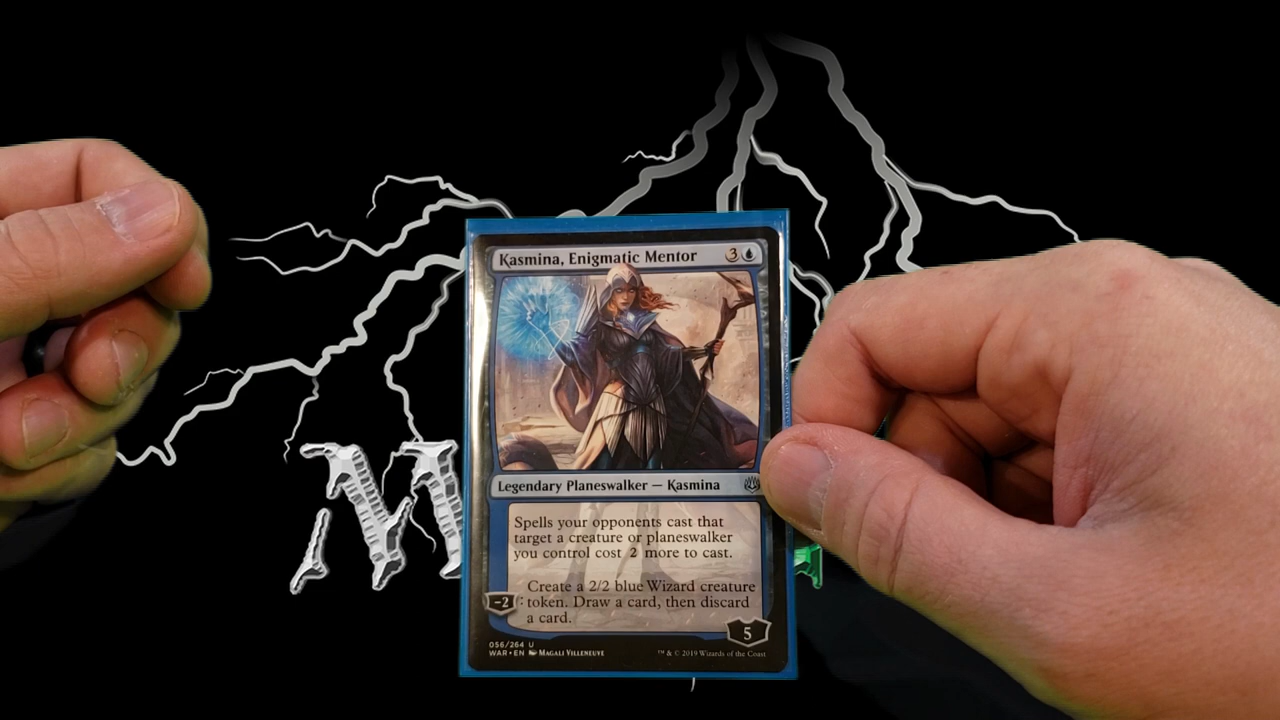 Kasmina, Enigmatic Mentor 3
Legendary Planeswalker — Kasmina
Spells your opponents cast that
target a creature or planeswalker
you control cost 2 more to cast.
-2: Create a 2/2 blue Wizard creature
token. Draw a card, then discard
a card.
5
056/264 U
WAR • EN Magali Villeneuve ™ & © 2019 Wizards of the Coast